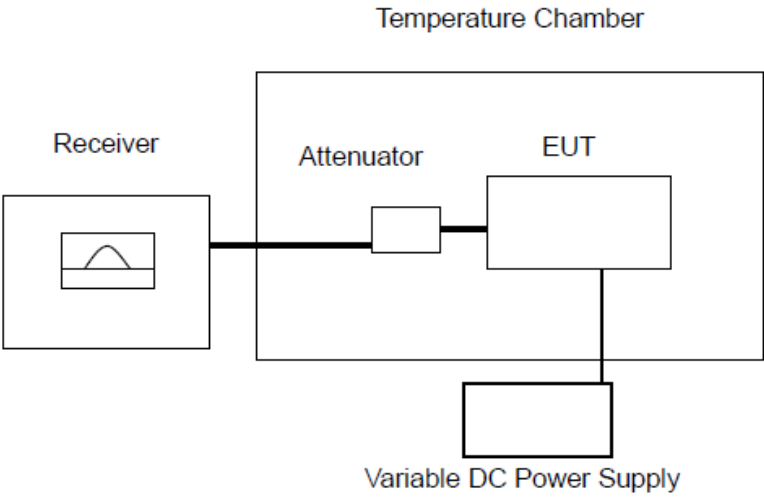 Temperature Chamber
Receiver
Attenuator
EUT
Variable DC Power Supply